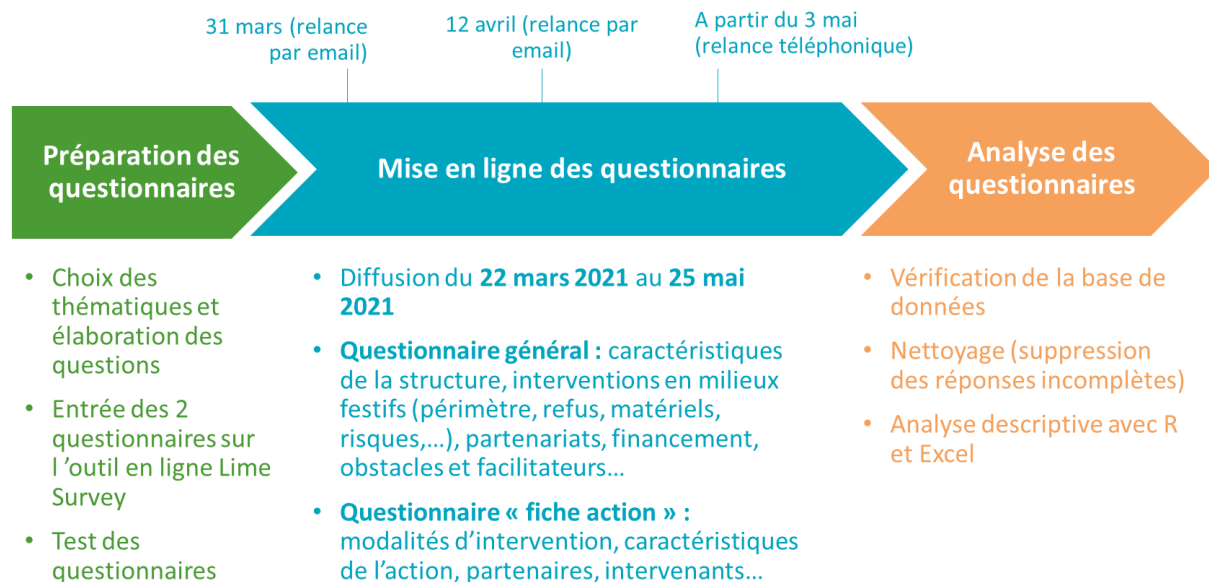 31 mars (relance
par email)
12 avril (relance par
email)
A partir du 3 mai
(relance téléphonique)
Préparation des
questionnaires
Mise en ligne des questionnaires
Analyse des
questionnaires
• Choix des
thématiques et
élaboration des
questions
• Entrée des 2
questionnaires sur
l ’outil en ligne Lime
Survey
• Test des
questionnaires
• Diffusion du 22 mars 2021 au 25 mai
2021
• Questionnaire général : caractéristiques
de la structure, interventions en milieux
festifs (périmètre, refus, matériels,
risques,…), partenariats, financement,
obstacles et facilitateurs…
• Questionnaire « fiche action » :
modalités d’intervention, caractéristiques
de l’action, partenaires, intervenants…
• Vérification de la base de
données
• Nettoyage (suppression
des réponses incomplètes)
• Analyse descriptive avec R
et Excel